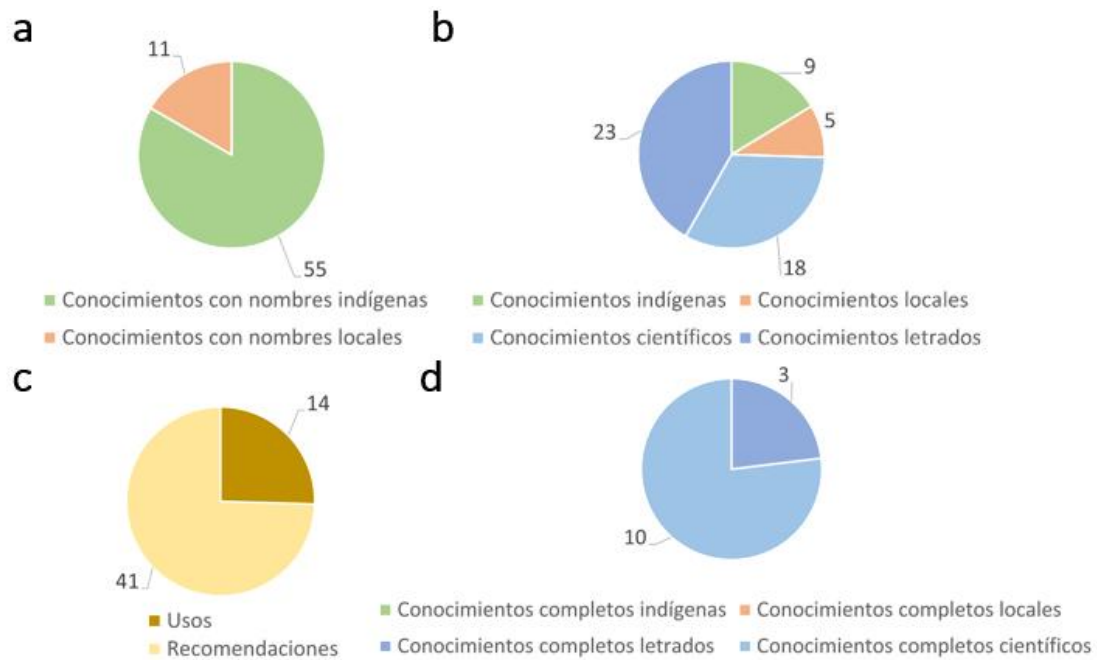 a
11
55
Conocimientos con nombres indígenas
Conocimientos con nombres locales
b
9
5
23
18
Conocimientos indígenas Conocimientos locales
Conocimientos científicos Conocimientos letrados
c
14
41
Usos
Recomendaciones
d
3
10
Conocimientos completos indígenas Conocimientos completos locales
Conocimientos completos letrados Conocimientos completos científicos